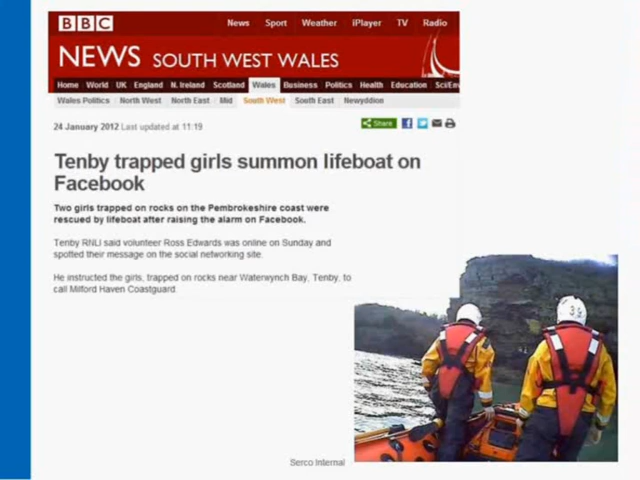 BBC News Sport Weather iPlayer TV Radio
NEWS SOUTH WEST WALES
Home World UK England N. Ireland Scotland Wales Business Politics Health Education Sci/En
Wales Politics North West North East Mid South West South East Newyddion
24 January 2012 Last updated at 11:19
Share
Tenby trapped girls summon lifeboat on
Facebook
Two girls trapped on rocks on the Pembrokeshire coast were
rescued by lifeboat after raising the alarm on Facebook.
Tenby RNLI said volunteer Ross Edwards was online on Sunday and
spotted their message on the social networking site.
He instructed the girls, trapped on rocks near Waterwynch Bay, Tenby, to
call Milford Haven Coastguard.
Serco Internal